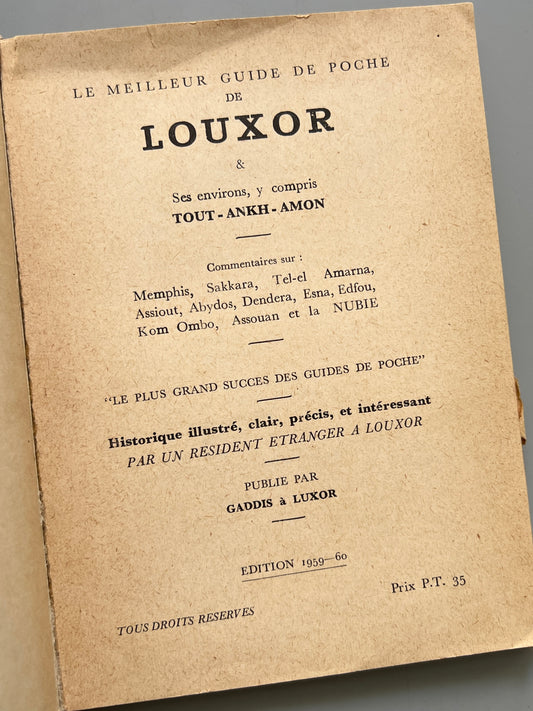 LE MEILLEUR GUIDE DE POCHE
DE
LOUXOR
&
Ses environs, y compris
TOUT-ANKH-AMON
Commentaires sur :
Memphis, Sakkara, Tel-el Amarna,
Assiout, Abydos, Dendera, Esna, Edfou,
Kom Ombo, Assouan et la NUBIE
"LE PLUS GRAND SUCCES DES GUIDES DE POCHE"
Historique illustré, clair, précis, et intéressant
PAR UN RESIDENT ETRANGER A LOUXOR
PUBLIE PAR
GADDIS à LUXOR
EDITION 1959—60
Prix P.T. 35
TOUS DROITS RESERVES